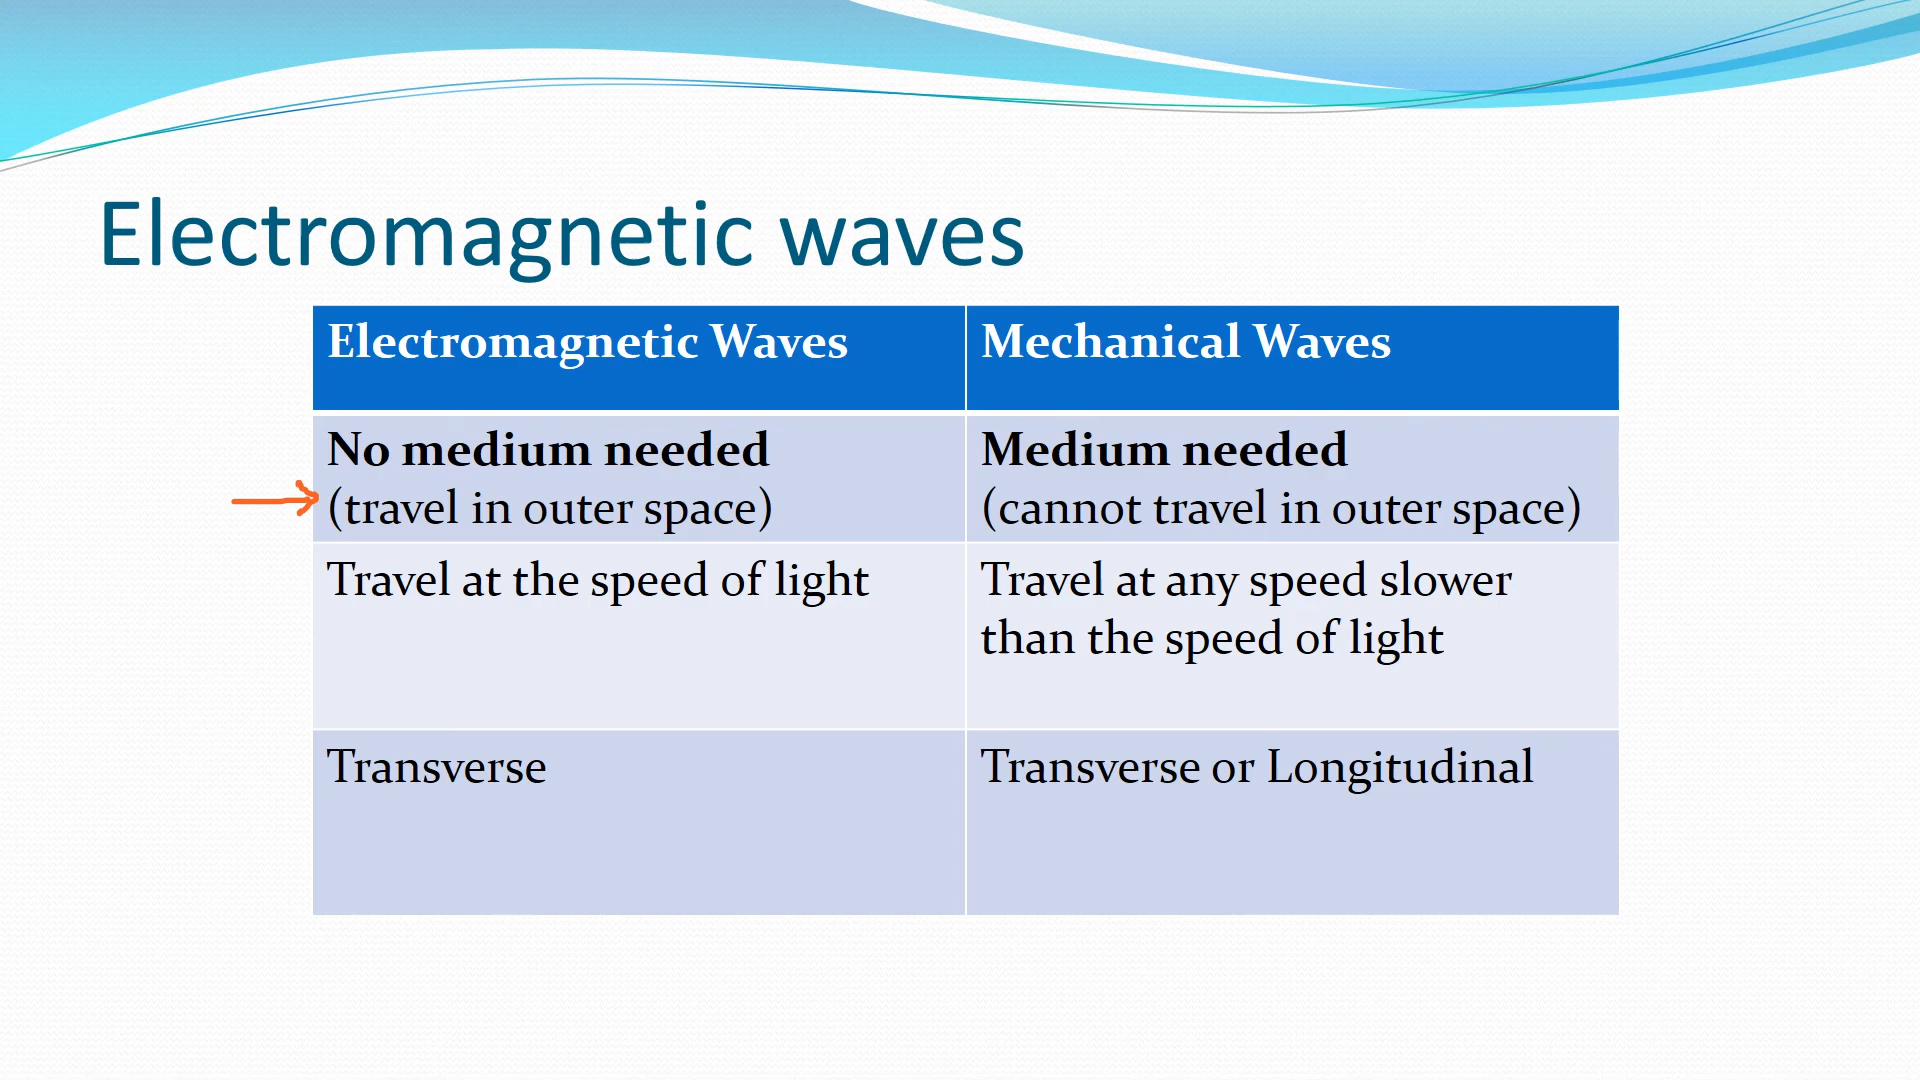 Electromagnetic waves
Electromagnetic Waves
Mechanical Waves
No medium needed
(travel in outer space)
Medium needed
(cannot travel in outer space)
Travel at the speed of light
Travel at any speed slower
than the speed of light
Transverse
Transverse or Longitudinal